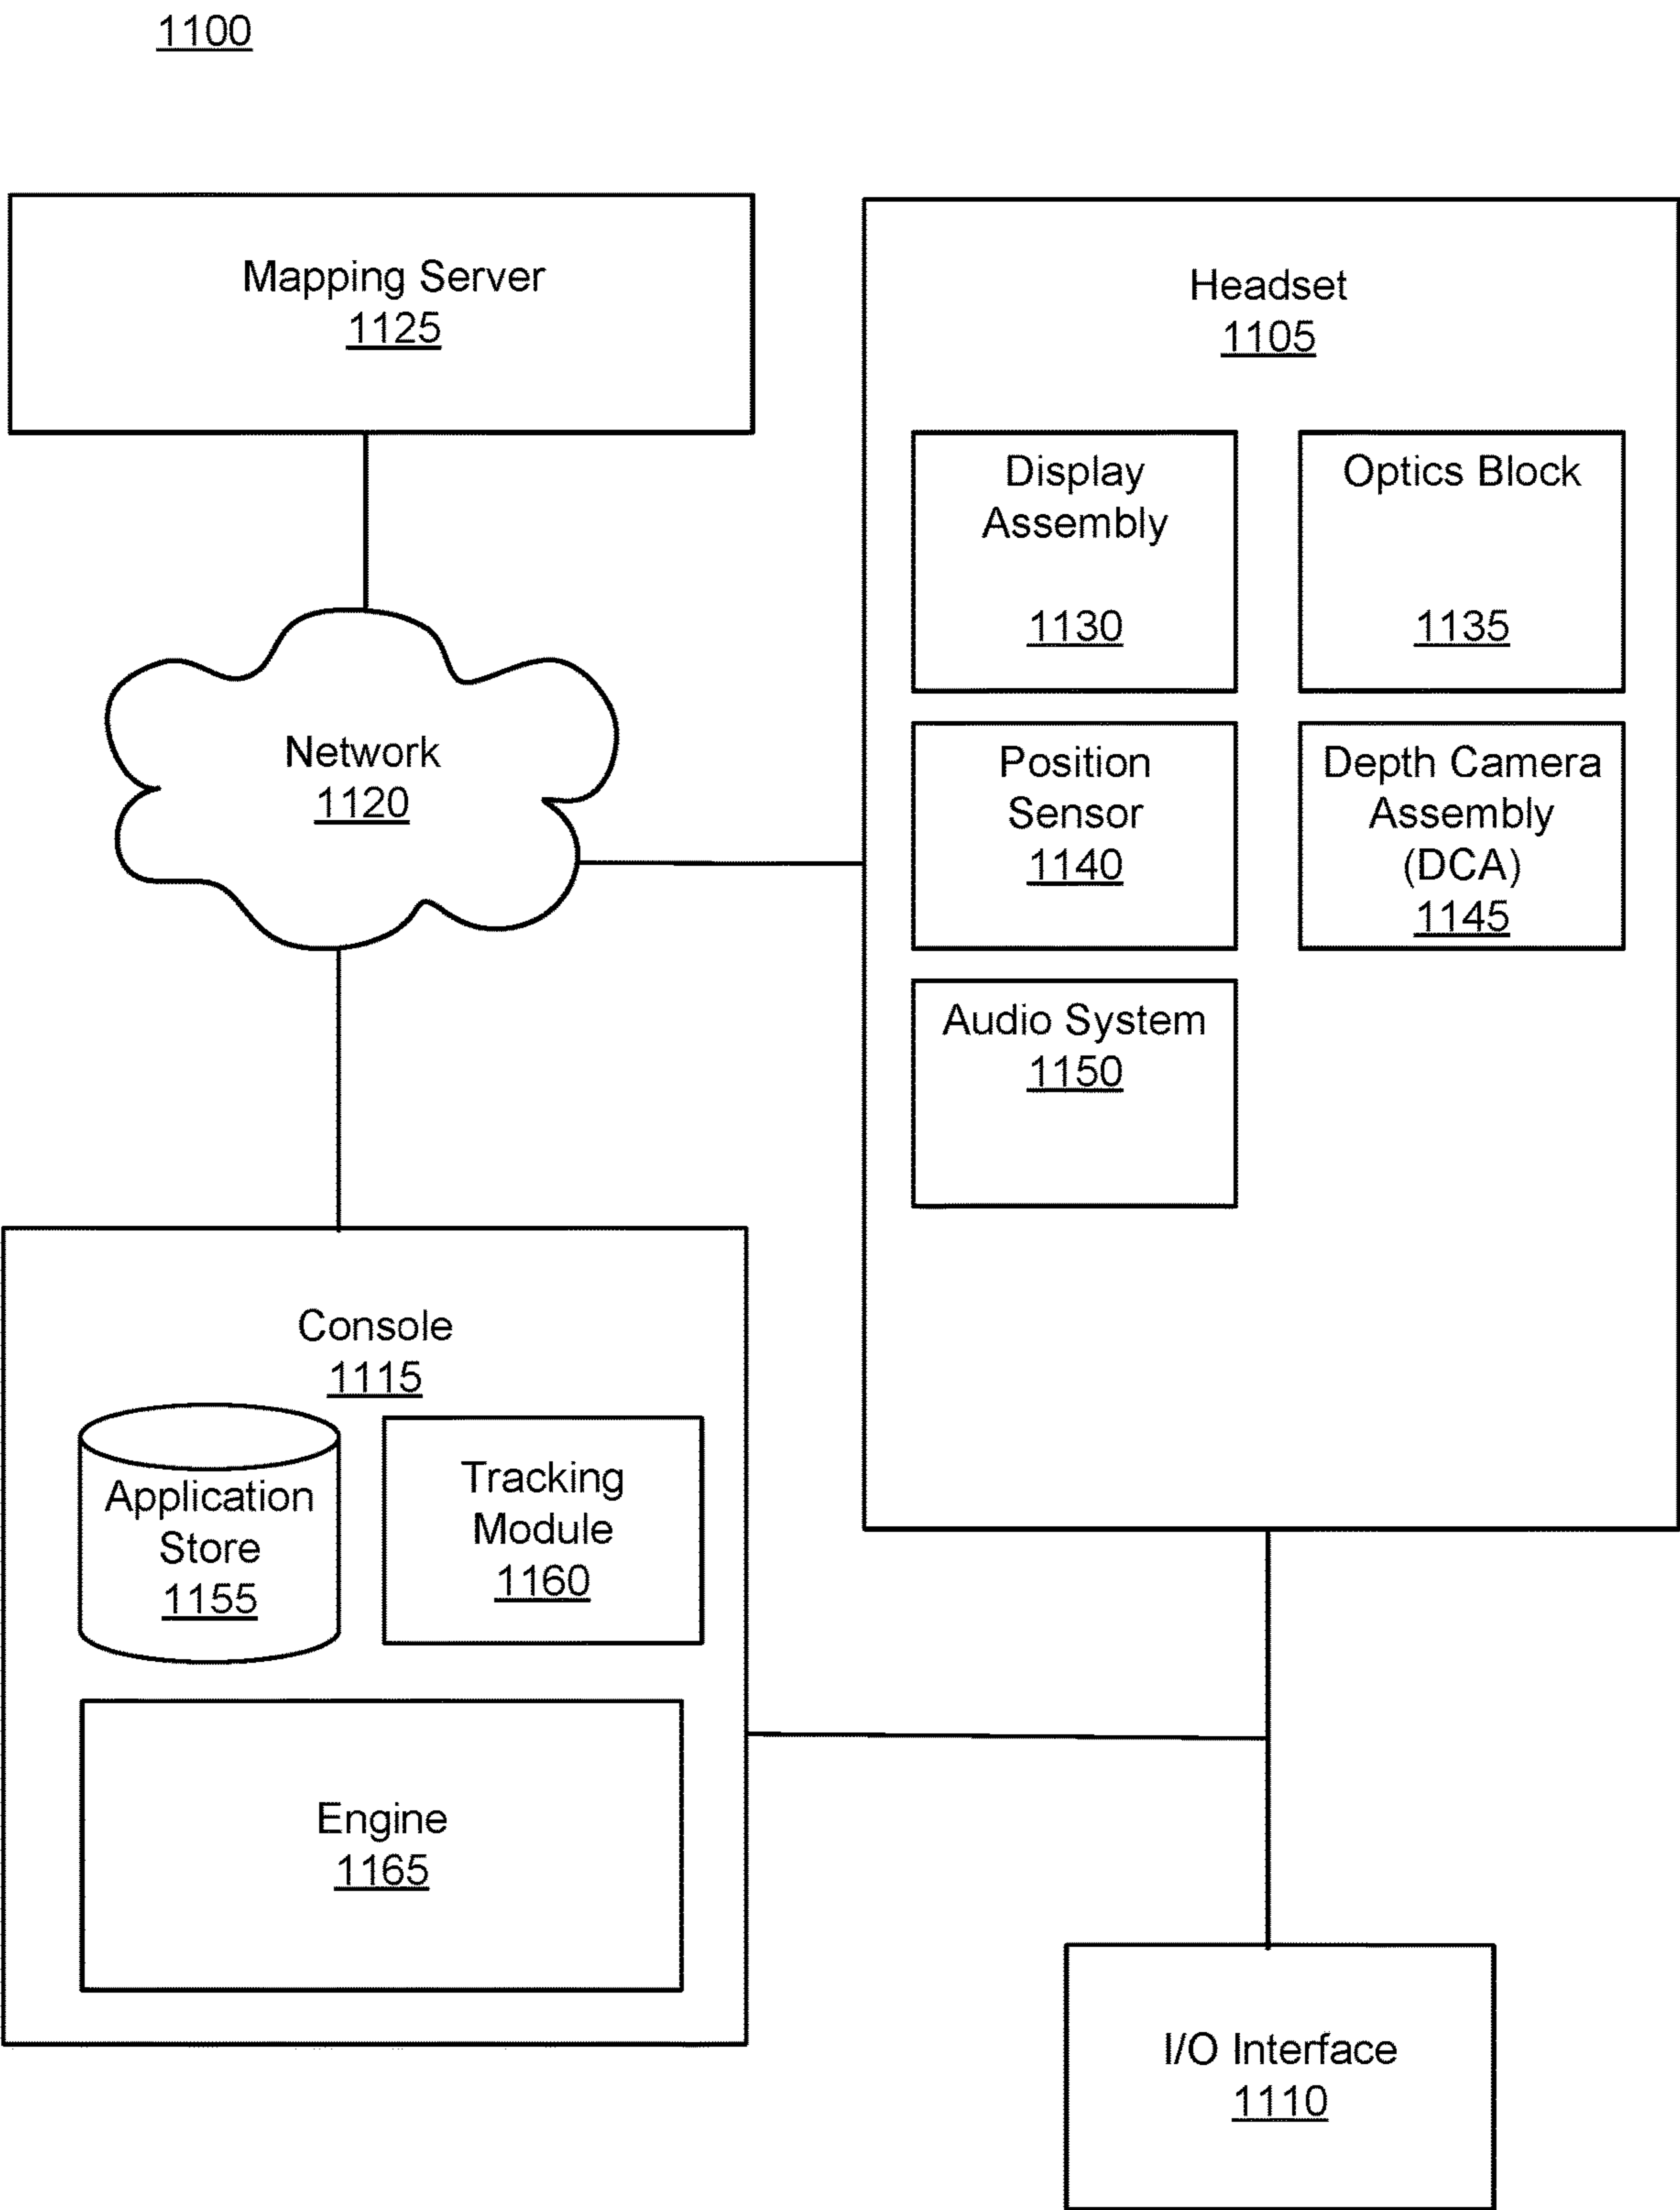 1100
Mapping Server
1125
Headset
1105
Display
Assembly
1130
Optics Block
1135
Network
1120
Position
Sensor
1140
Depth Camera
Assembly
(DCA)
1145
Audio System
1150
Console
1115
Application
Store
1155
Tracking
Module
1160
Engine
1165
I/O Interface
1110